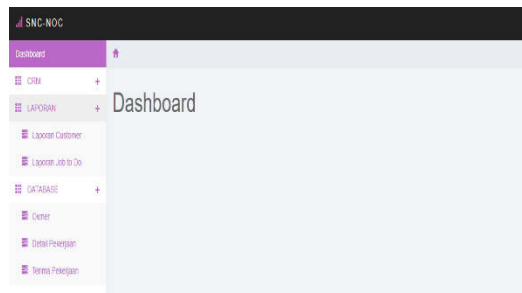 SNC-NOC
Dashboard
CRM +
LAPORAN +
Dashboard
Laporan Customer
Laporan Job to Do
DATABASE +
Owner
Detail Pekerjaan
Terima Pekerjaan